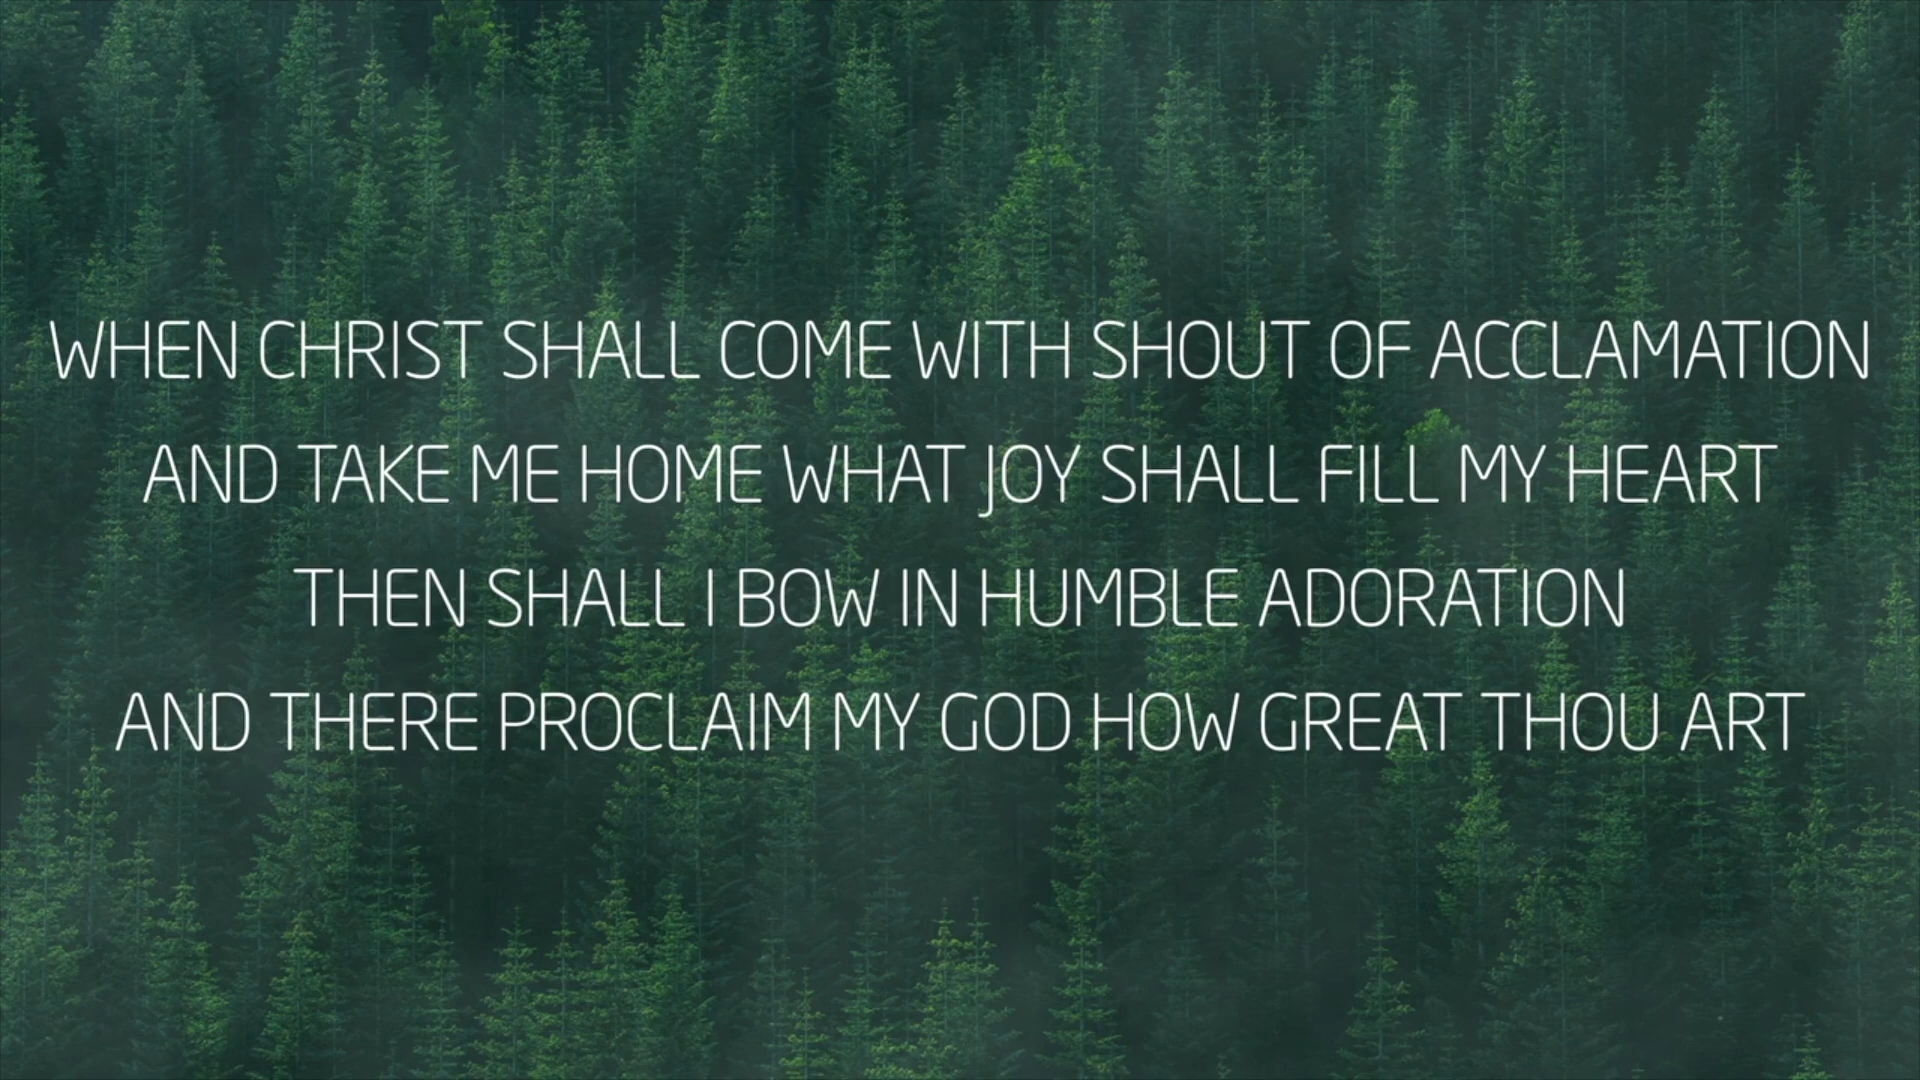 WHEN CHRIST SHALL COME WITH SHOUT OF ACCLAMATION
AND TAKE ME HOME WHAT JOY SHALL FILL MY HEART
THEN SHALL I BOW IN HUMBLE ADORATION
AND THERE PROCLAIM MY GOD HOW GREAT THOU ART